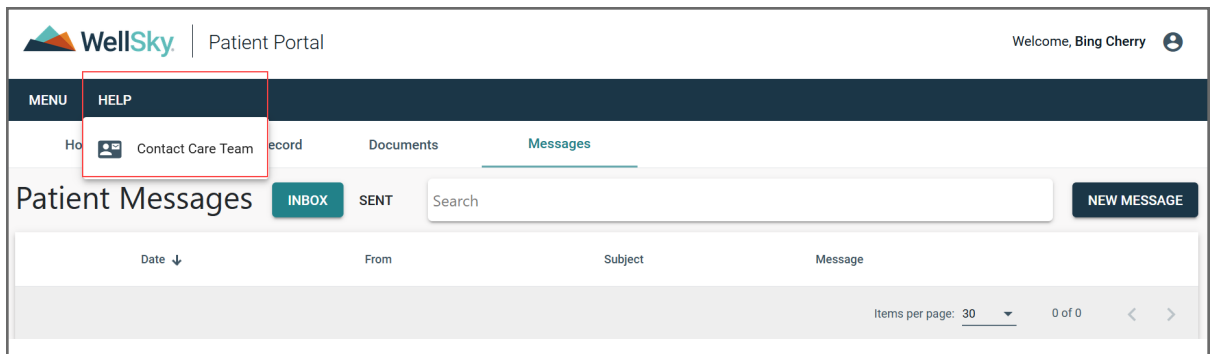 WellSky. Patient Portal
Welcome, Bing Cherry
MENU HELP
Ho
Contact Care Team
ecord Documents Messages
Patient Messages INBOX SENT Search NEW MESSAGE
Date From Subject Message
Items per page: 30 0 of 0